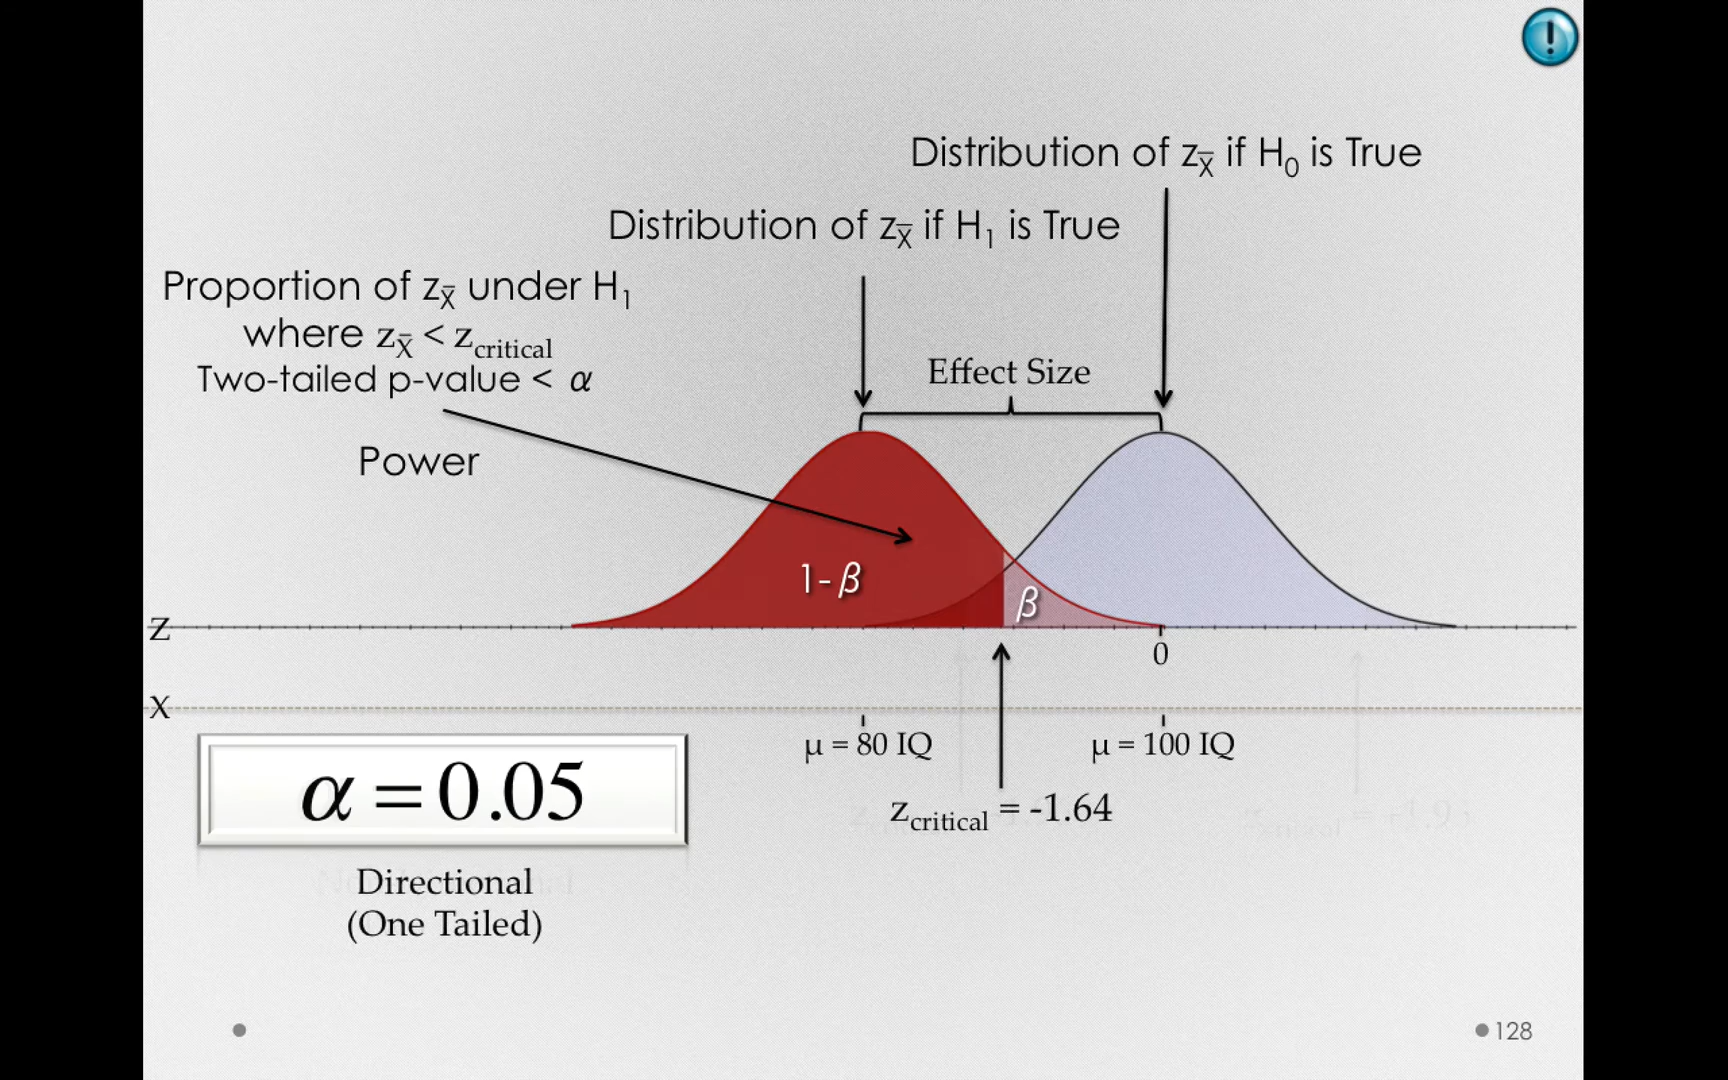 !
Distribution of zX̄ if H0 is True
Distribution of zX̄ if H1 is True
Proportion of zX̄ under H1
where zX̄ < zcritical
Two-tailed p-value < α
Effect Size
Power
1-β
β
Z
0
X
μ = 80 IQ
μ = 100 IQ
α = 0.05
zcritical = -1.64
Directional
(One Tailed)
128